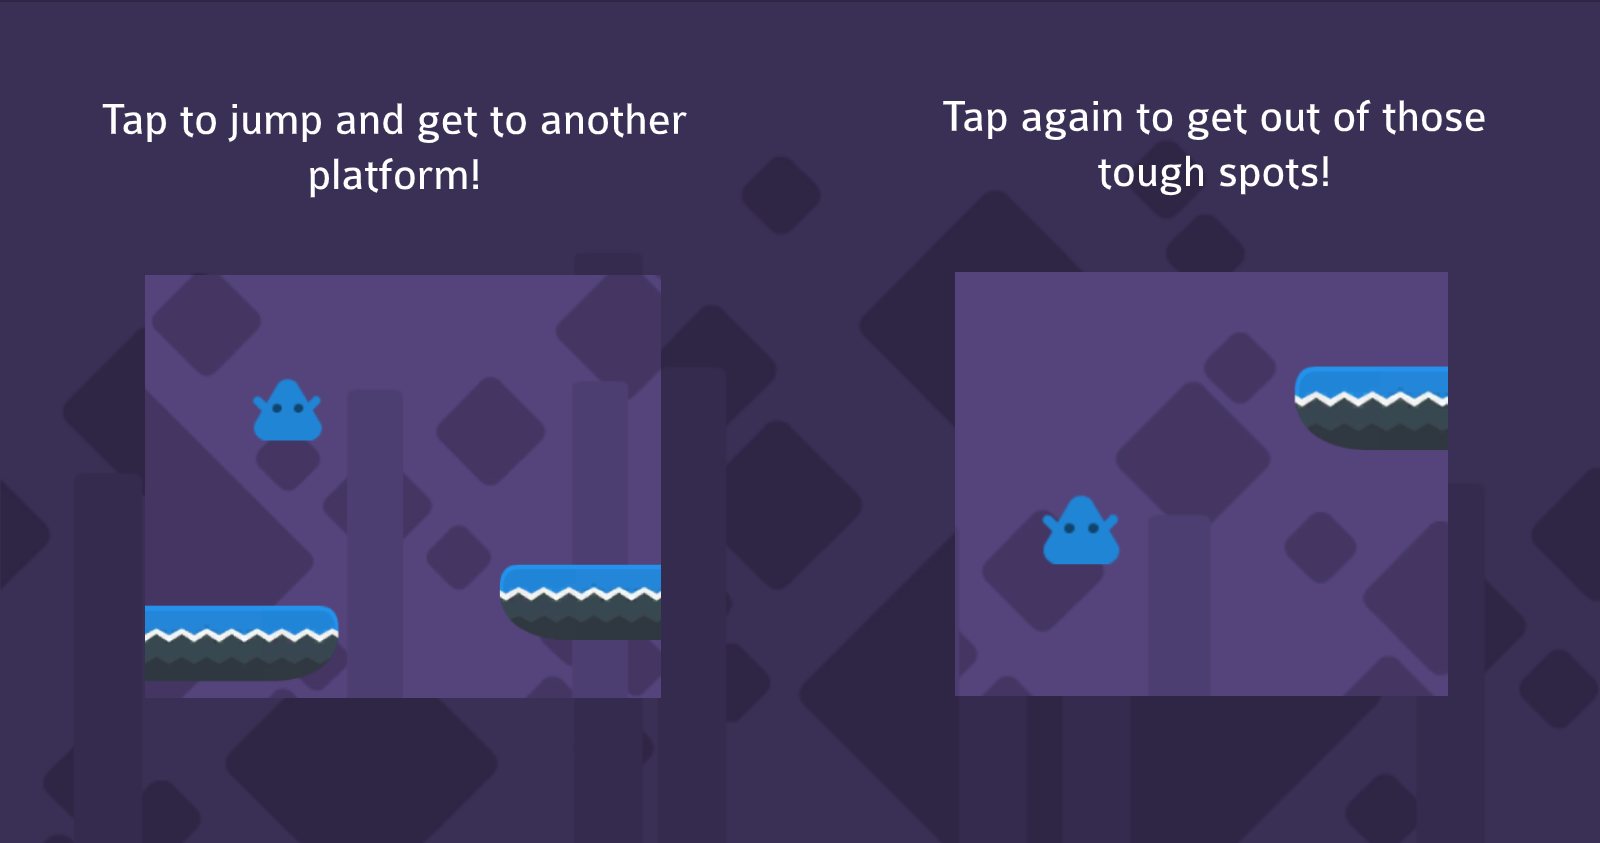 Tap to jump and get to another
platform!
Tap again to get out of those
tough spots!